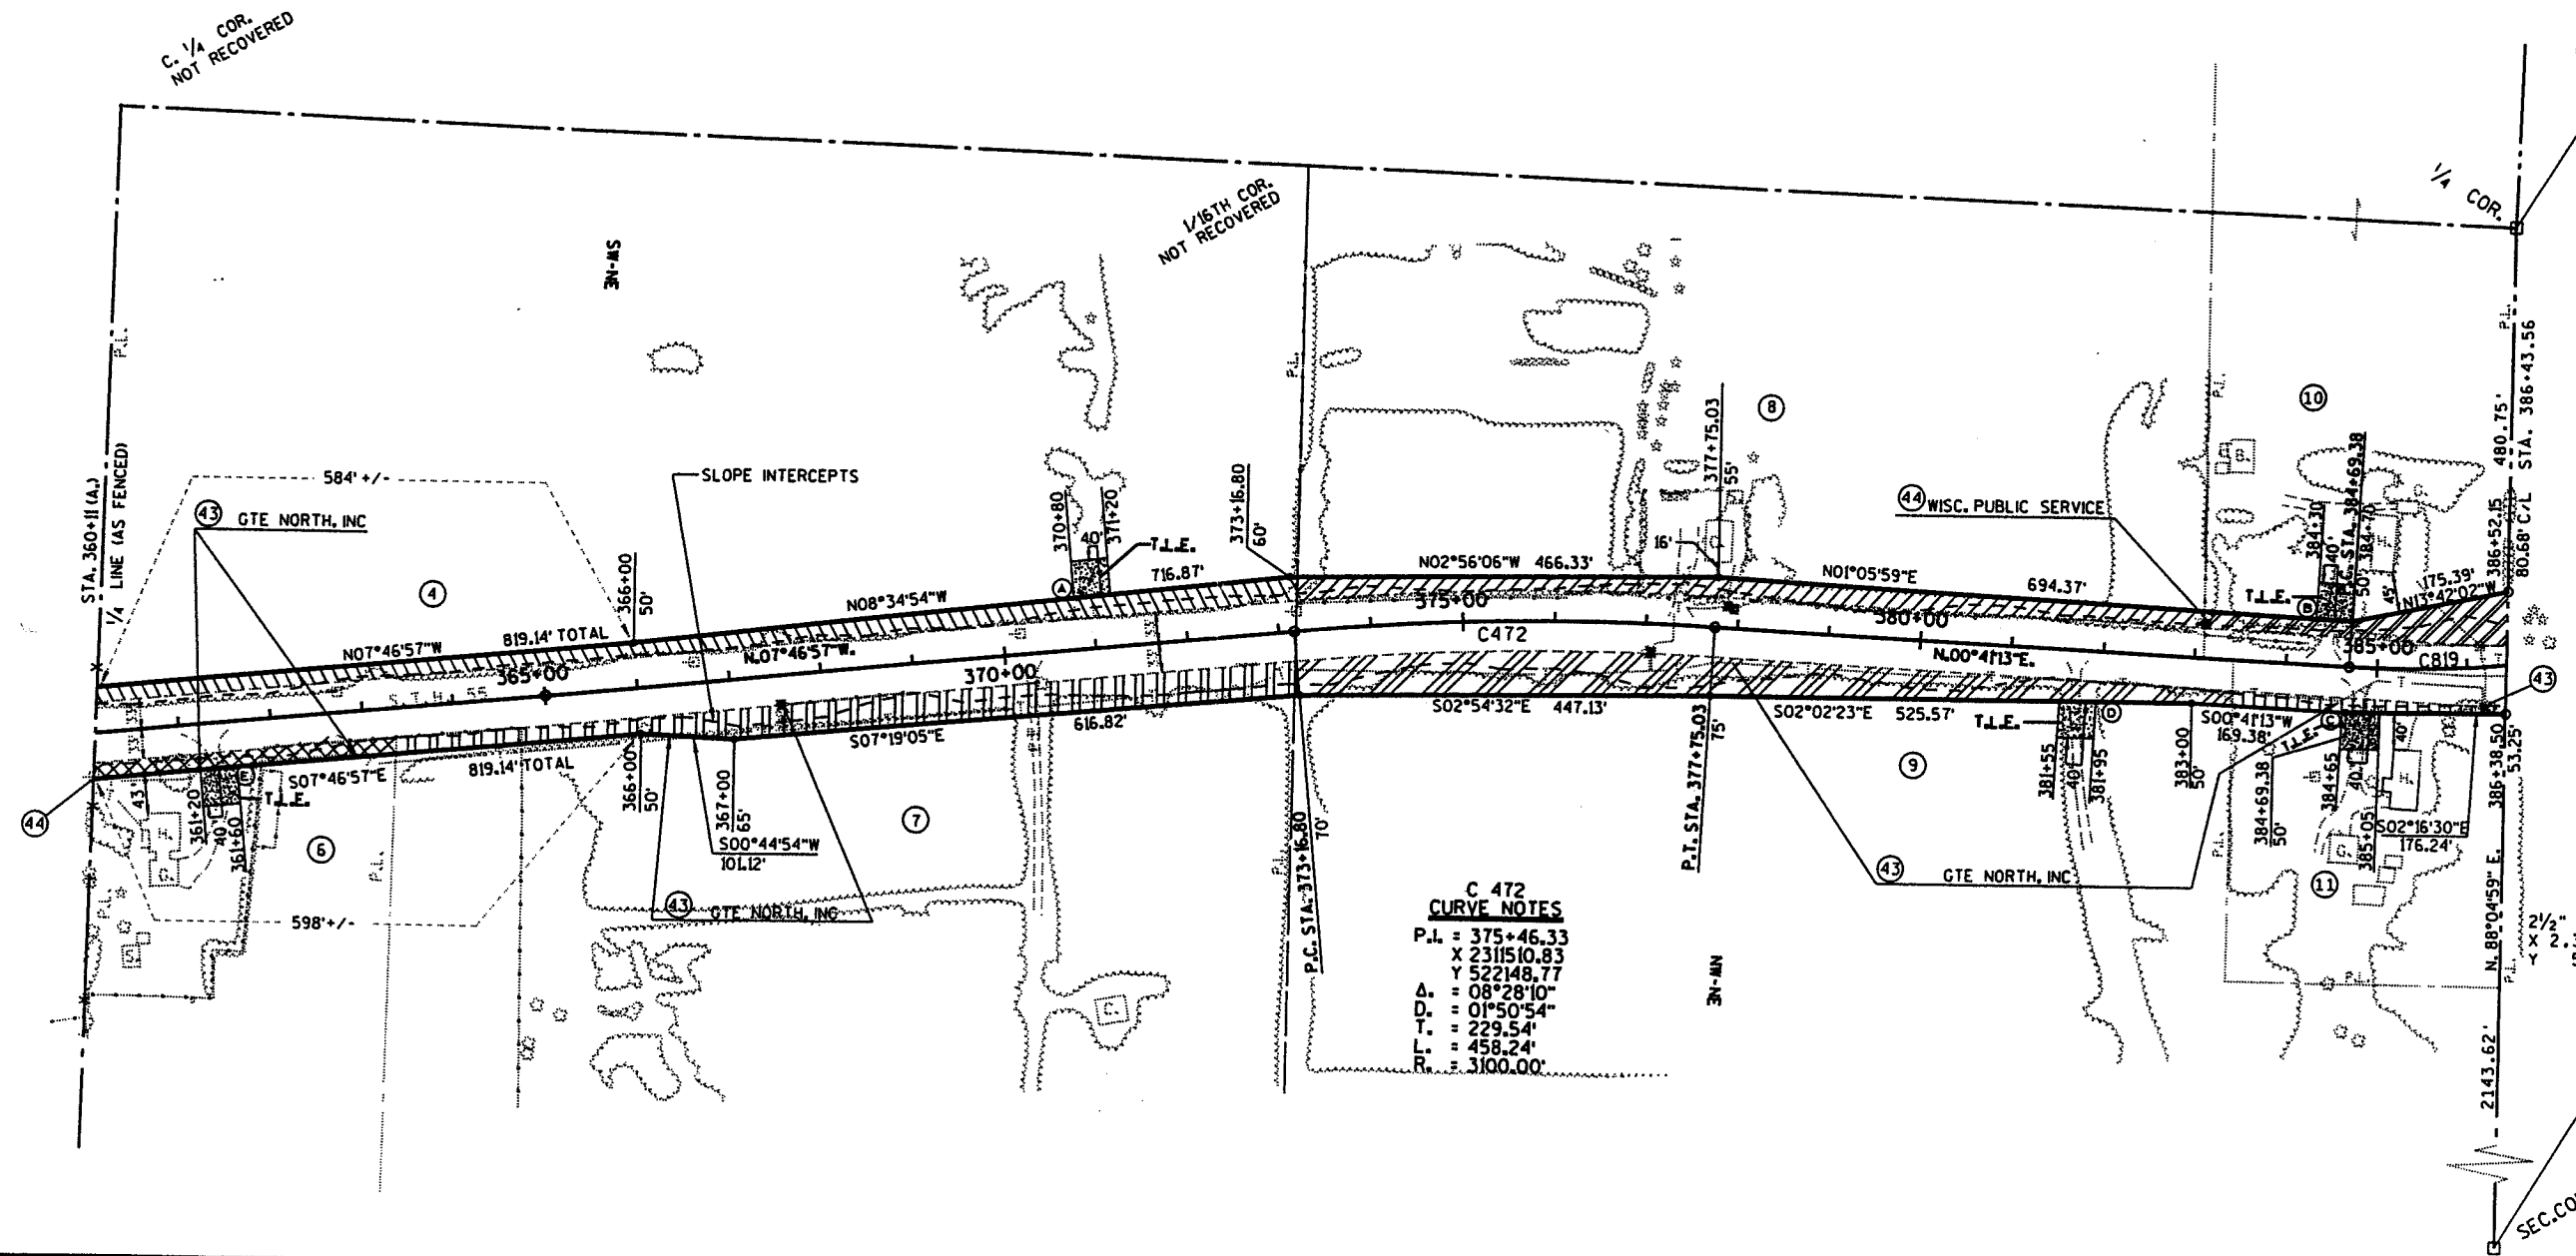 C. 1/4 COR.
NOT RECOVERED
1/16TH COR.
NOT RECOVERED
1/4 COR.
SW-NE
P.L.
P.L.
P.L.
P.L.
STA. 360+11 (A.)
1/4 LINE (AS FENCED)
584' +/-
SLOPE INTERCEPTS
43 GTE NORTH, INC
4
8
10
44 WISC. PUBLIC SERVICE
366+00
50'
370+80
40'
371+20
T.L.E.
A
373+16.80
60'
377+75.03
55'
16'
384+30
40'
P.C. STA. 384+69.38
384+70
50'
45'
T.L.E.
B
386+52.15
480.75'
80.68' C/L STA. 386+43.56
N07°46'57"W
819.14' TOTAL
N08°34'54"W
716.87'
N02°56'06"W 466.33'
N01°05'59"E
694.37'
175.39'
N13°42'02"W
365+00
S.T.H. 55
N.07°46'57"W.
370+00
375+00
C472
380+00
N.00°41'13"E.
385+00
C819
43
44
43'
361+20
40'
361+60
E
T.L.E.
S07°46'57"E
819.14' TOTAL
366+00
50'
367+00
65'
S00°44'54"W
101.12'
S07°19'05"E
616.82'
S02°54'32"E 447.13'
S02°02'23"E 525.57'
S00°41'13"W
169.38'
S02°16'30"E
176.24'
P.C. STA. 373+16.80
70'
P.T. STA. 377+75.03
75'
T.L.E.
D
381+55
40'
381+95
383+00
50'
T.L.E.
C
384+69.38
50'
384+65
40'
385+05
40'
386+38.50
53.25'
6
7
9
11
598' +/-
43 GTE NORTH, INC
43 GTE NORTH, INC
P.L.
P.L.
P.L.
P.L.
P.L.
P.L.
C.
G.
B.
S.
NW-NE
C 472
CURVE NOTES
P.I. = 375+46.33
X 2311510.83
Y 522148.77
Δ. = 08°28'10"
D. = 01°50'54"
T. = 229.54'
L. = 458.24'
R. = 3100.00'
N. 88°04'59" E.
2143.62'
2 1/2"
X 2.
Y
SEC.CO